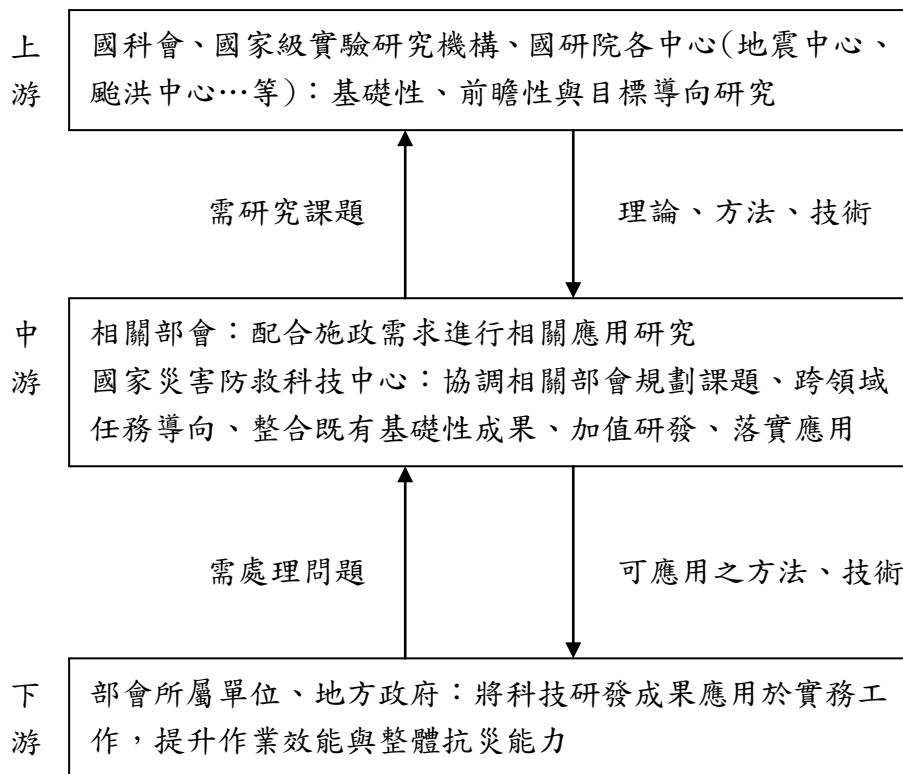 上游
國科會、國家級實驗研究機構、國研院各中心(地震中心、
颱洪中心…等)：基礎性、前瞻性與目標導向研究
需研究課題
理論、方法、技術
中游
相關部會：配合施政需求進行相關應用研究
國家災害防救科技中心：協調相關部會規劃課題、跨領域
任務導向、整合既有基礎性成果、加值研發、落實應用
需處理問題
可應用之方法、技術
下游
部會所屬單位、地方政府：將科技研發成果應用於實務工
作，提升作業效能與整體抗災能力